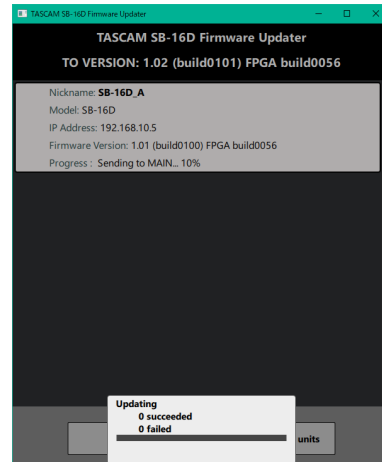 TASCAM SB-16D Firmware Updater
TASCAM SB-16D Firmware Updater
TO VERSION: 1.02 (build0101) FPGA build0056
Nickname: SB-16D_A
Model: SB-16D
IP Address: 192.168.10.5
Firmware Version: 1.01 (build0100) FPGA build0056
Progress : Sending to MAIN... 10%
Updating
0 succeeded
0 failed
units